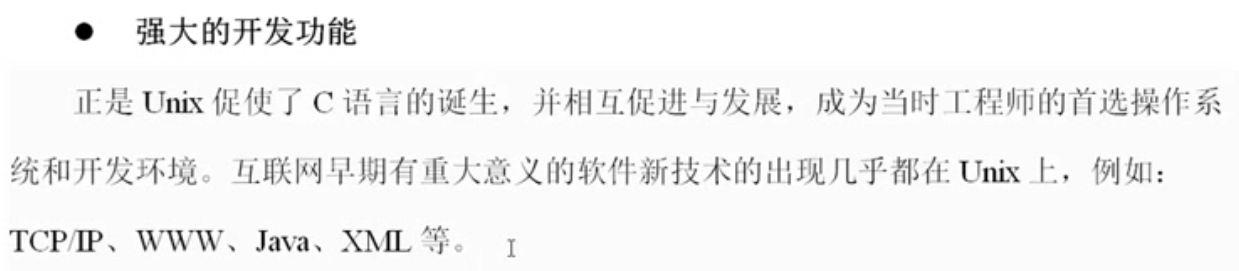 ● 强大的开发功能
正是 Unix 促使了 C 语言的诞生，并相互促进与发展，成为当时工程师的首选操作系
统和开发环境。互联网早期有重大意义的软件新技术的出现几乎都在 Unix 上，例如：
TCP/IP、WWW、Java、XML 等。